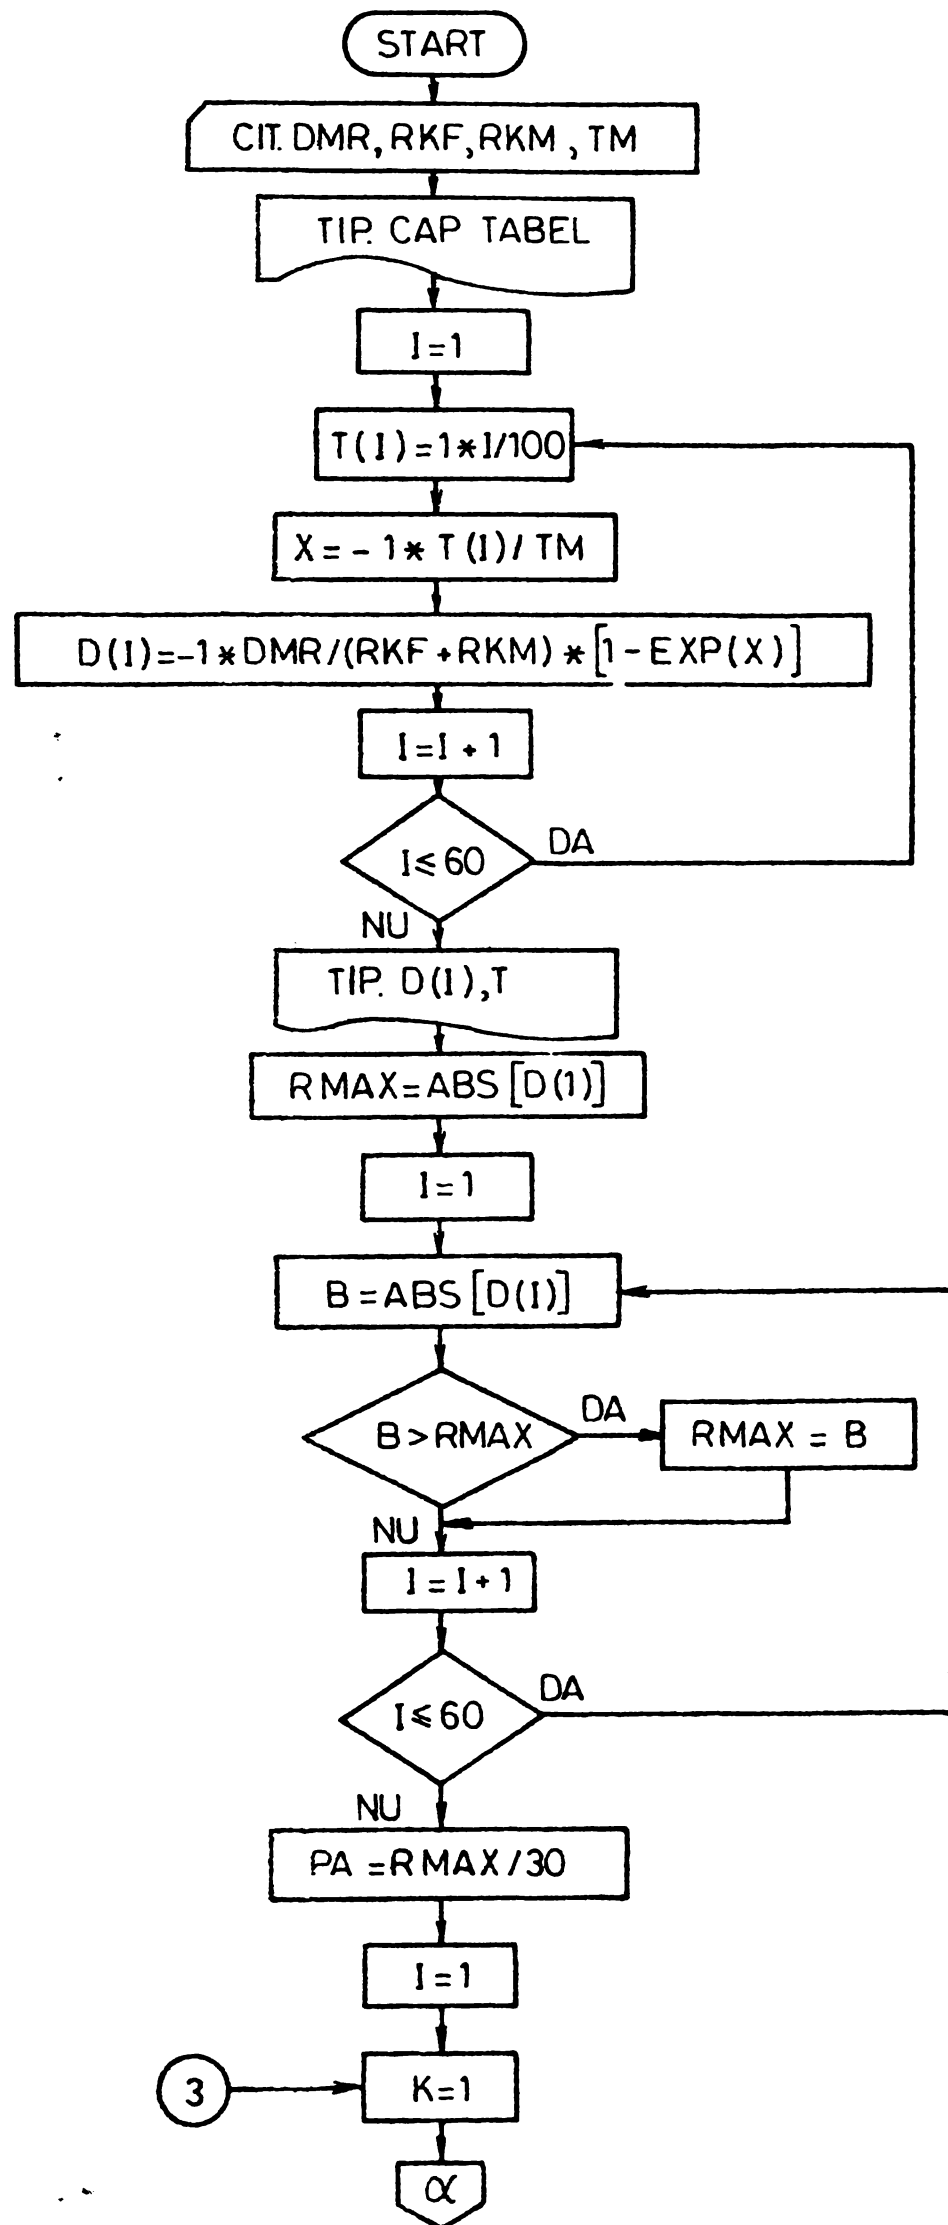 START
CIT. DMR, RKF, RKM, TM
TIP. CAP TABEL
I=1
T(I)=1*I/100
X=-1*T(I)/TM
D(I)=-1*DMR/(RKF+RKM)*[1-EXP(X)]
I=I+1
I≤60
DA
NU
TIP. D(I),T
RMAX=ABS[D(1)]
I=1
B=ABS[D(I)]
B>RMAX
DA
RMAX=B
NU
I=I+1
I≤60
DA
NU
PA=RMAX/30
I=1
3
K=1
α